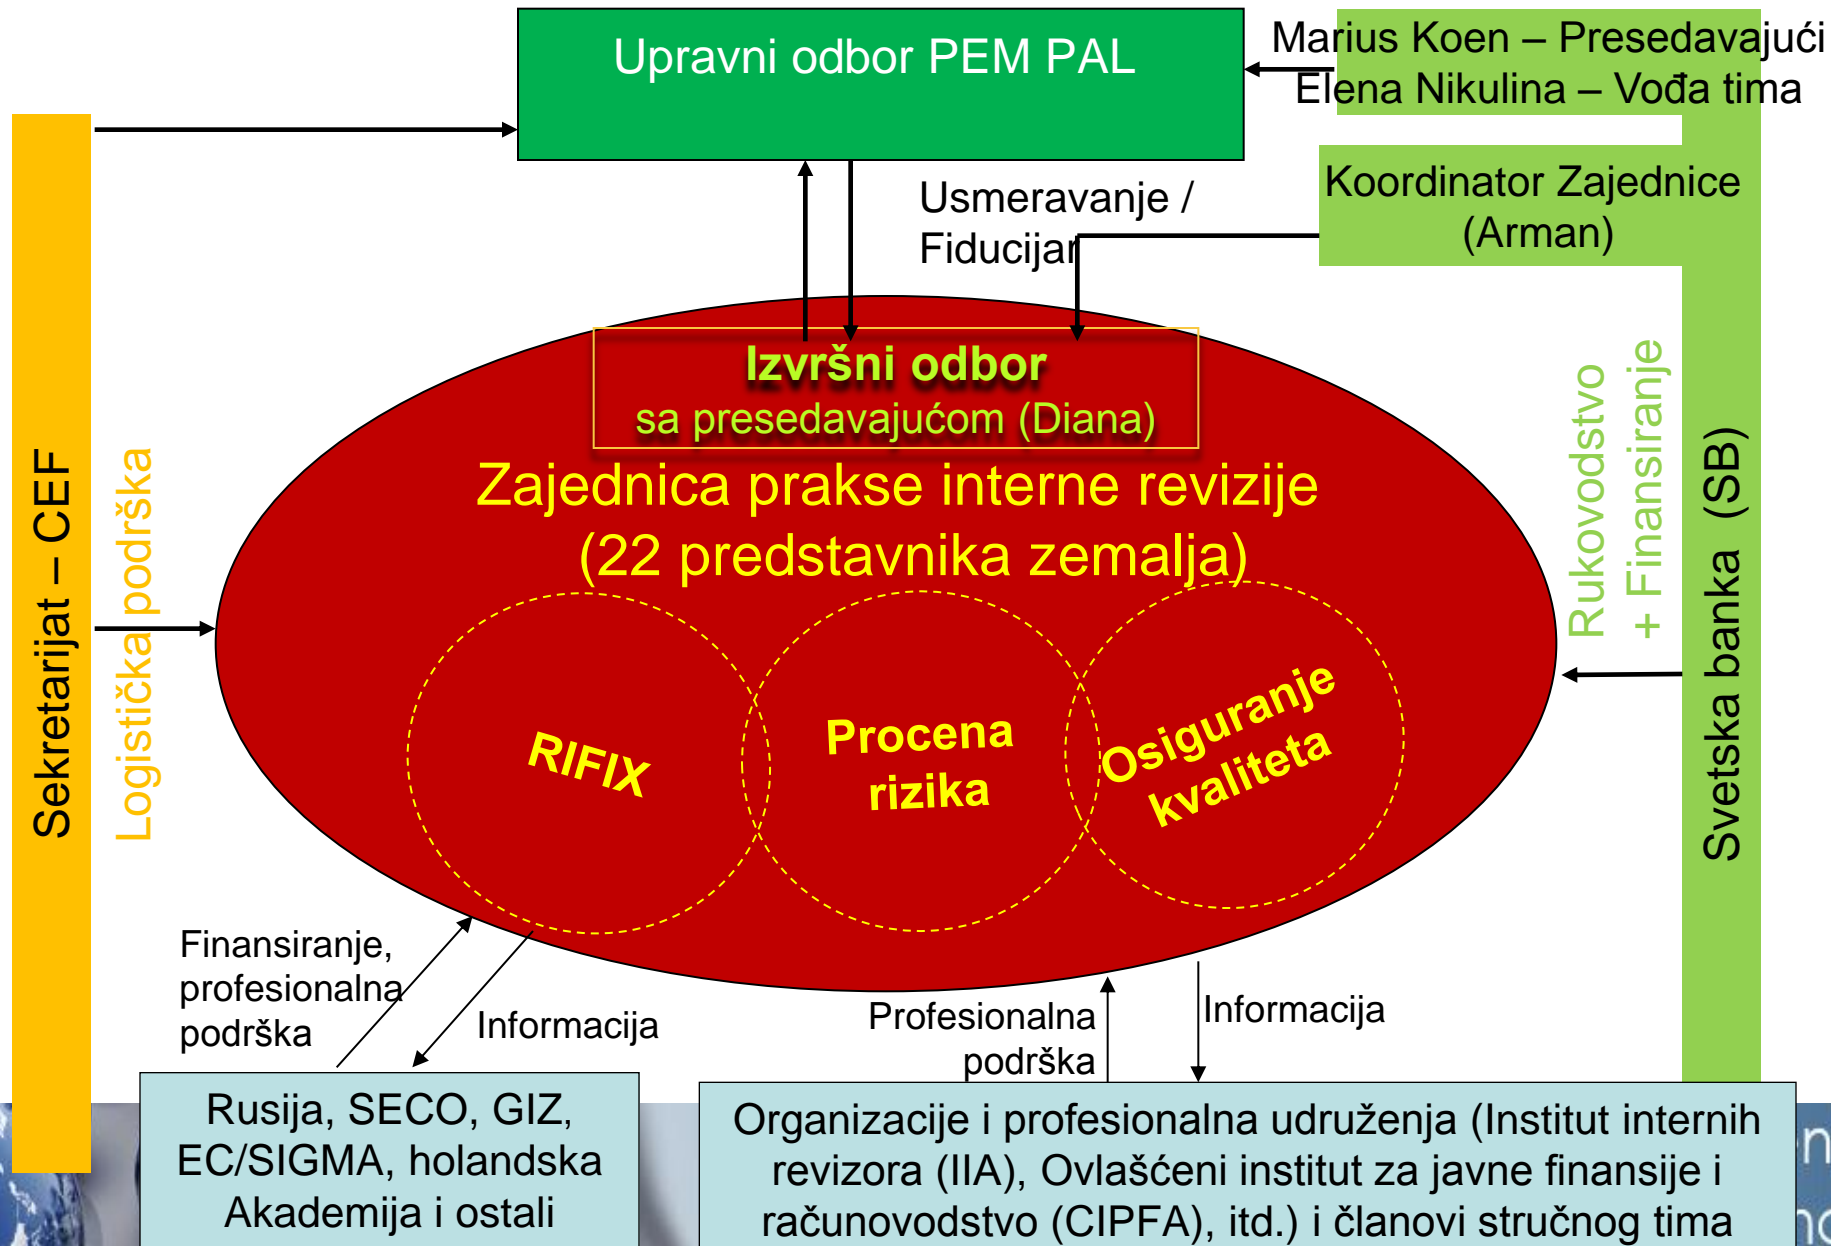 Upravni odbor PEM PAL
Marius Koen – Presedavajući
Elena Nikulina – Vođa tima
Koordinator Zajednice
(Arman)
Usmeravanje /
Fiducijar
Izvršni odbor
sa presedavajućom (Diana)
Zajednica prakse interne revizije
(22 predstavnika zemalja)
Sekretarijat – CEF
Logistička podrška
Rukovodstvo
+ Finansiranje
Svetska banka (SB)
RIFIX
Procena
rizika
Osiguranje
kvaliteta
Finansiranje,
profesionalna
podrška
Informacija
Profesionalna
podrška
Informacija
Rusija, SECO, GIZ,
EC/SIGMA, holandska
Akademija i ostali
Organizacije i profesionalna udruženja (Institut internih
revizora (IIA), Ovlašćeni institut za javne finansije i
računovodstvo (CIPFA), itd.) i članovi stručnog tima